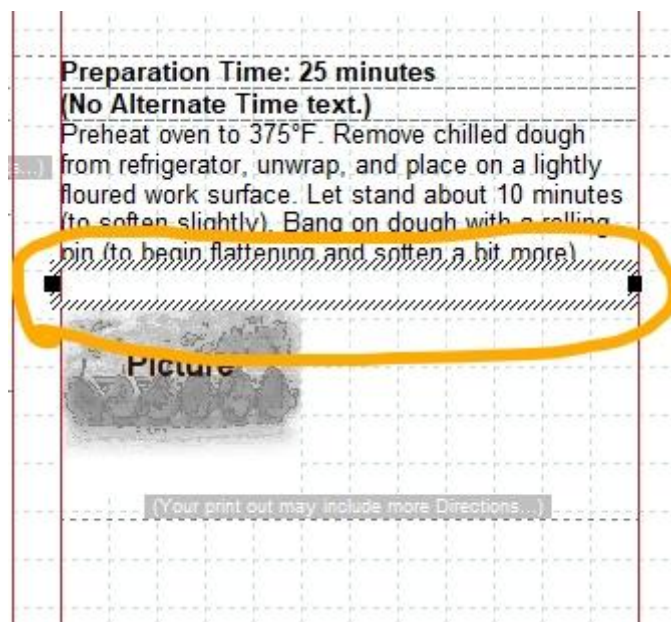 Preparation Time: 25 minutes
(No Alternate Time text.)
Preheat oven to 375°F. Remove chilled dough
s...)
from refrigerator, unwrap, and place on a lightly
floured work surface. Let stand about 10 minutes
(to soften slightly). Bang on dough with a rolling
pin (to begin flattening and soften a bit more)
Picture
(Your print out may include more Directions...)